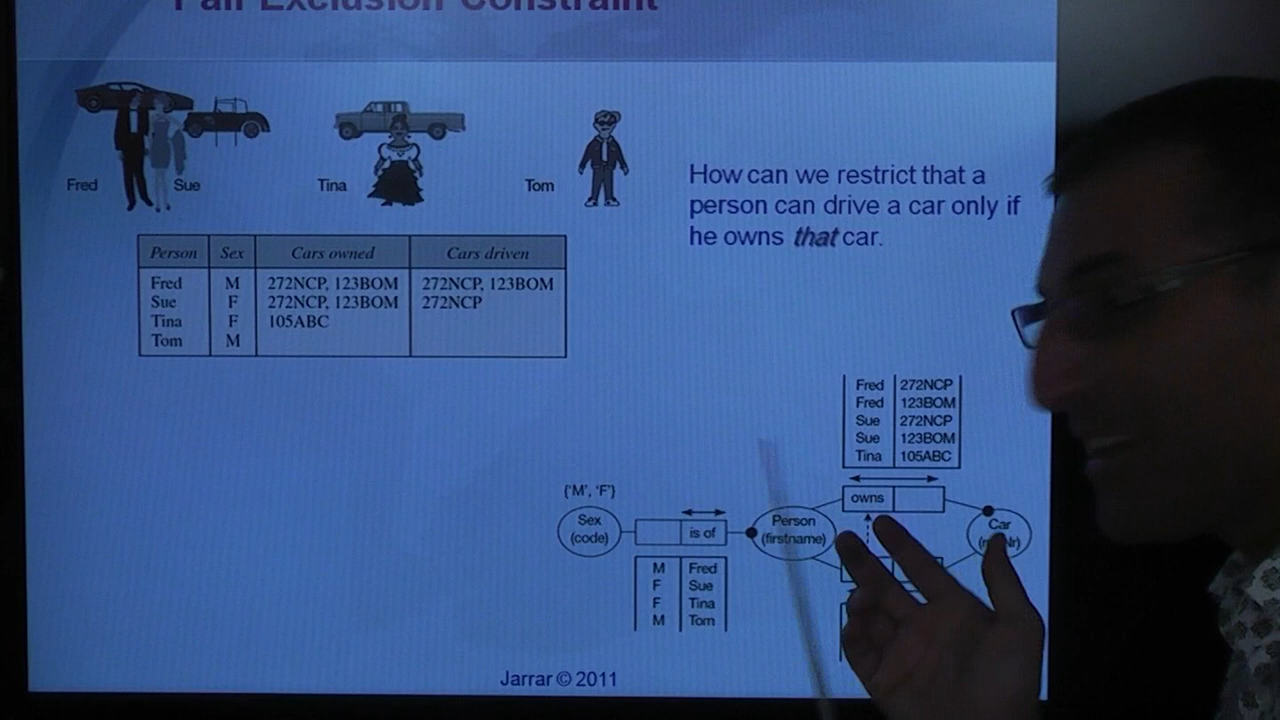 Pair Exclusion Constraint
Fred
Sue
Tina
Tom
How can we restrict that a
person can drive a car only if
he owns that car.
Person Sex Cars owned Cars driven
Fred M 272NCP, 123BOM 272NCP, 123BOM
Sue F 272NCP, 123BOM 272NCP
Tina F 105ABC
Tom M
Fred 272NCP
Fred 123BOM
Sue 272NCP
Sue 123BOM
Tina 105ABC
{'M', 'F'}
owns
Sex
(code)
is of
Person
(firstname)
Car
M Fred
F Sue
F Tina
M Tom
Jarrar © 2011